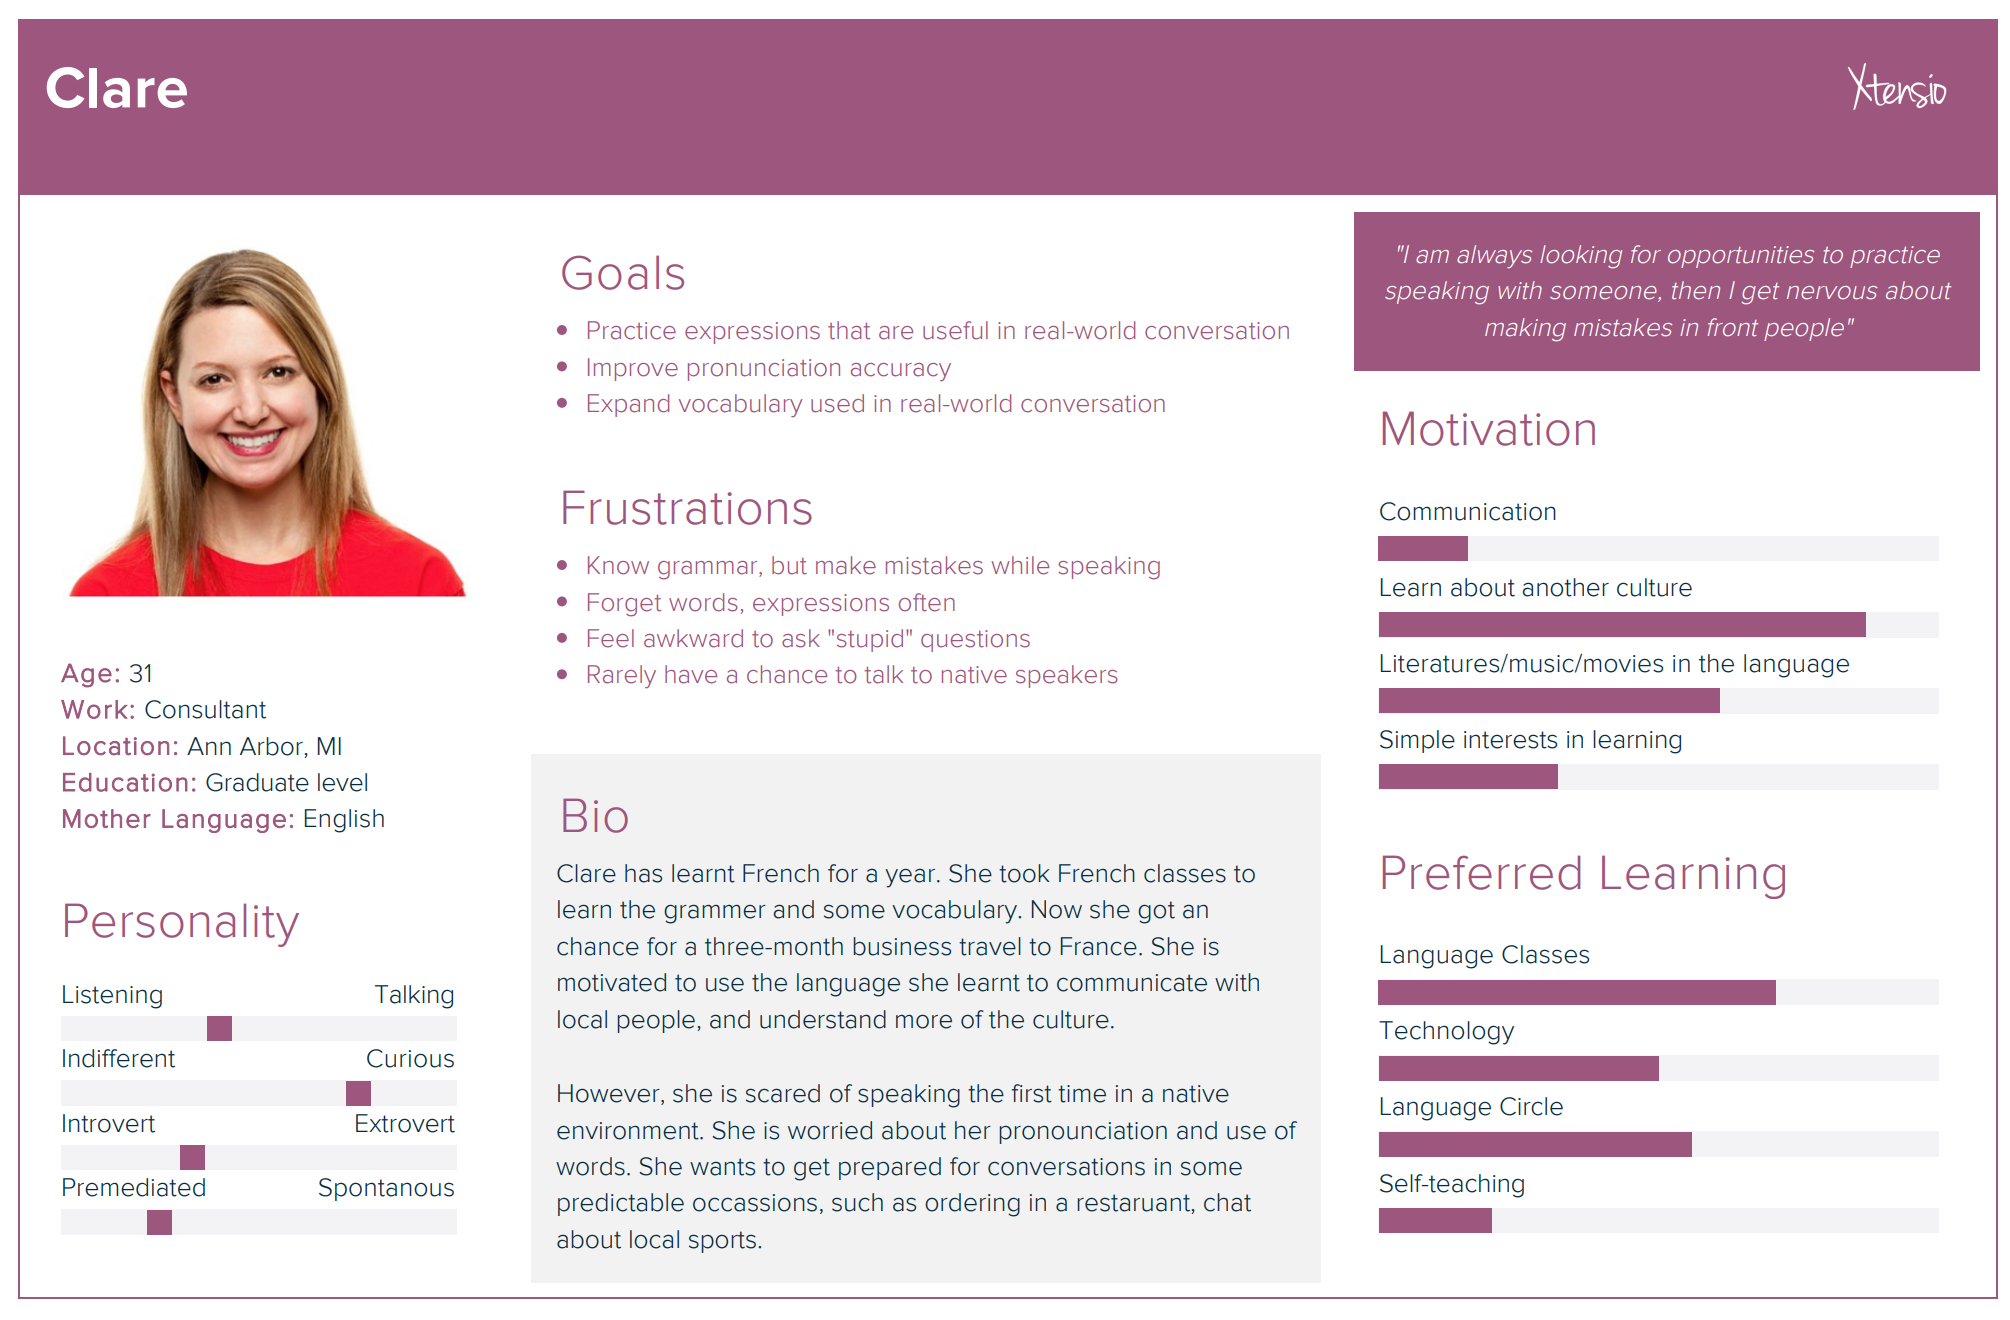 Clare
Xtensio
Age: 31
Work: Consultant
Location: Ann Arbor, MI
Education: Graduate level
Mother Language: English
Personality
Listening Talking
Indifferent Curious
Introvert Extrovert
Premediated Spontanous
Goals
• Practice expressions that are useful in real-world conversation
• Improve pronunciation accuracy
• Expand vocabulary used in real-world conversation
Frustrations
• Know grammar, but make mistakes while speaking
• Forget words, expressions often
• Feel awkward to ask "stupid" questions
• Rarely have a chance to talk to native speakers
Bio
Clare has learnt French for a year. She took French classes to
learn the grammer and some vocabulary. Now she got an
chance for a three-month business travel to France. She is
motivated to use the language she learnt to communicate with
local people, and understand more of the culture.
However, she is scared of speaking the first time in a native
environment. She is worried about her pronounciation and use of
words. She wants to get prepared for conversations in some
predictable occassions, such as ordering in a restaruant, chat
about local sports.
"I am always looking for opportunities to practice
speaking with someone, then I get nervous about
making mistakes in front people"
Motivation
Communication
Learn about another culture
Literatures/music/movies in the language
Simple interests in learning
Preferred Learning
Language Classes
Technology
Language Circle
Self-teaching